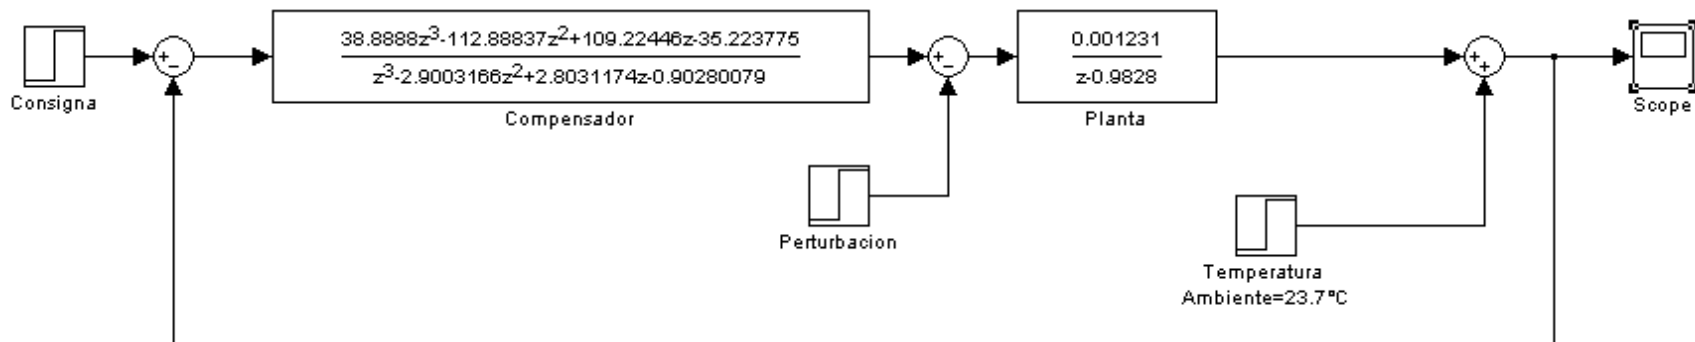 Consigna
38.8888z³-112.88837z²+109.22446z-35.223775
z³-2.9003166z²+2.8031174z-0.90280079
Compensador
0.001231
z-0.9828
Planta
Scope
Perturbacion
Temperatura
Ambiente=23.7ºC